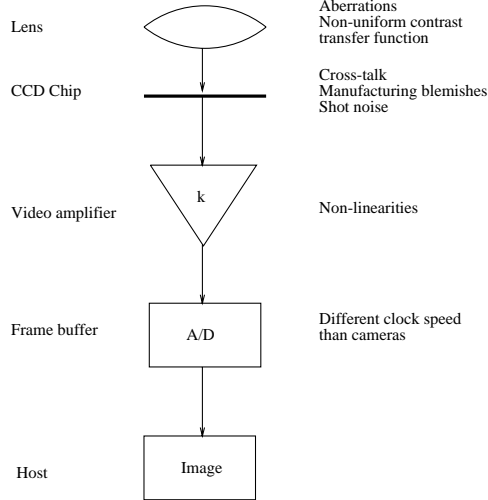 Lens
Aberrations
Non-uniform contrast
transfer function
CCD Chip
Cross-talk
Manufacturing blemishes
Shot noise
Video amplifier
k
Non-linearities
Frame buffer
A/D
Different clock speed
than cameras
Host
Image